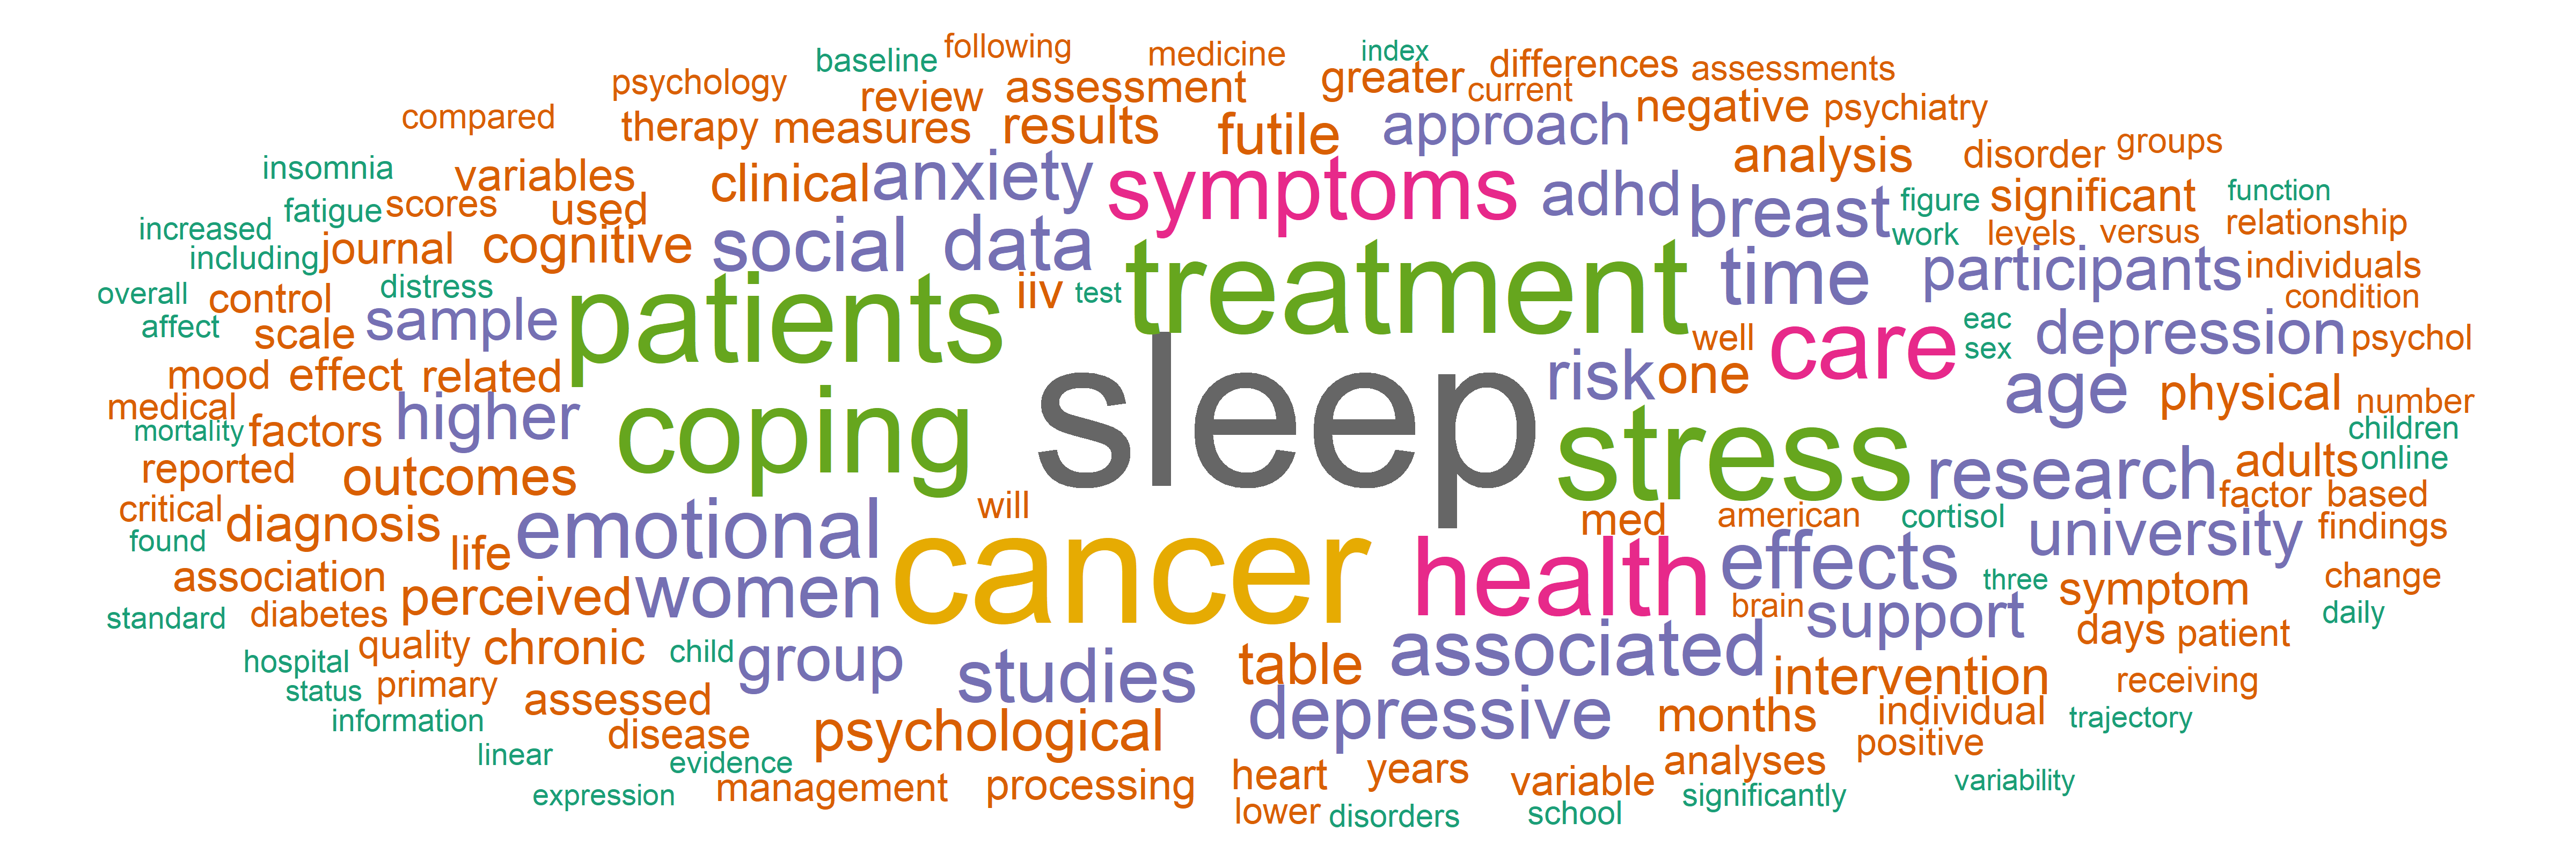 following
index
baseline
medicine
differences
assessments
psychology
review
assessment
greater
current
negative
psychiatry
compared
therapy
measures
results
futile
approach
analysis
disorder
groups
insomnia
variables
clinical
anxiety
symptoms
adhd
breast
figure
significant
function
fatigue
scores
used
increased
journal
cognitive
social
data
work
levels
versus
relationship
including
overall
control
distress
patients
iiv
test
treatment
time
participants
individuals
condition
affect
scale
sample
well
care
eac
sex
depression
psychol
mood
effect
related
sleep
risk
one
age
physical
number
medical
mortality
factors
higher
coping
stress
children
reported
outcomes
research
adults
online
critical
diagnosis
emotional
will
med
american
cortisol
university
factor
based
findings
found
life
cancer
health
effects
association
perceived
women
three
symptom
change
standard
diabetes
brain
support
daily
quality
chronic
child
group
studies
table
associated
days
patient
hospital
status
primary
assessed
intervention
receiving
information
disease
psychological
depressive
months
individual
trajectory
linear
evidence
analyses
positive
expression
management
processing
heart
years
variable
significantly
variability
lower
disorders
school